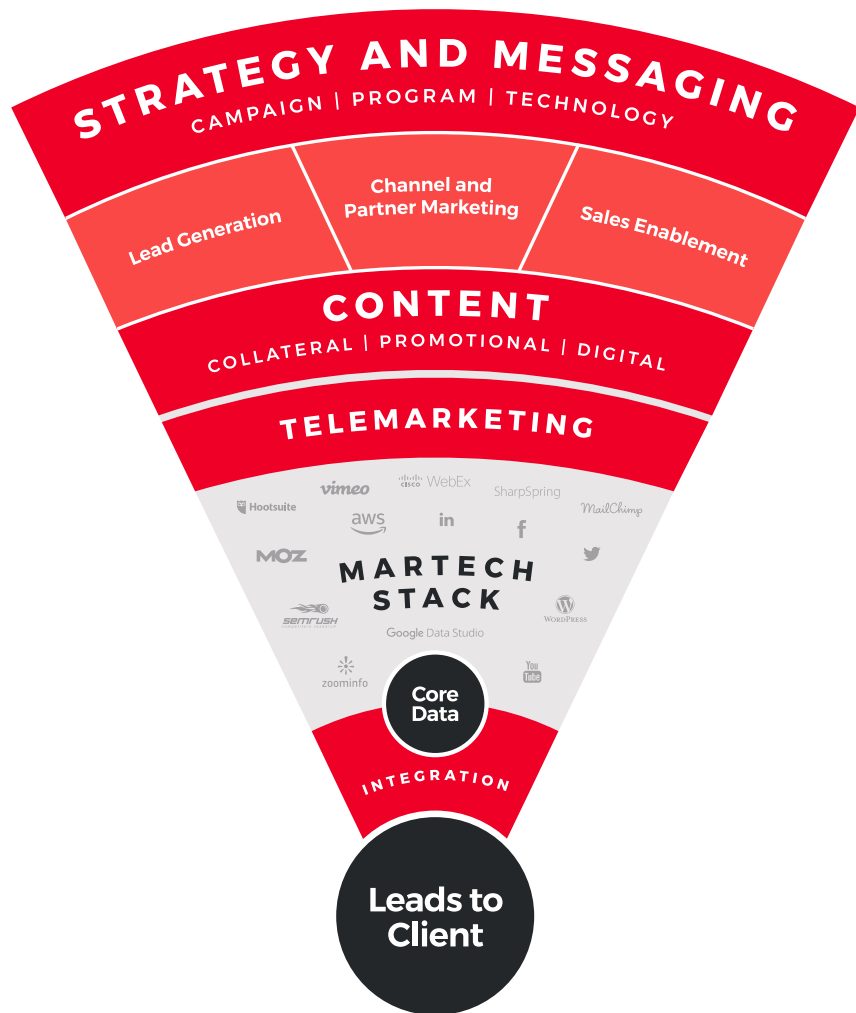 STRATEGY AND MESSAGING
CAMPAIGN | PROGRAM | TECHNOLOGY
Lead Generation
Channel and
Partner Marketing
Sales Enablement
CONTENT
COLLATERAL | PROMOTIONAL | DIGITAL
TELEMARKETING
vimeo
cisco WebEx
SharpSpring
Hootsuite
MailChimp
aws
in
f
MOZ
MARTECH
STACK
semrush
WordPress
Google Data Studio
zoominfo
You
Tube
Core
Data
INTEGRATION
Leads to
Client